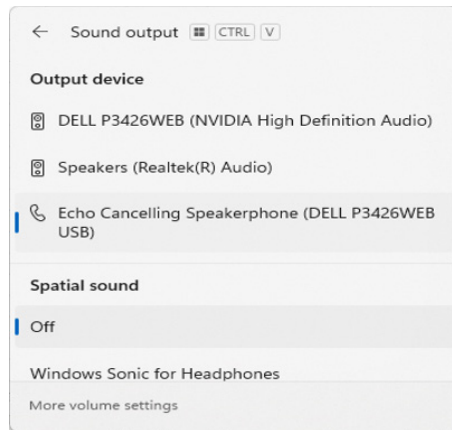 Sound output CTRL V
Output device
DELL P3426WEB (NVIDIA High Definition Audio)
Speakers (Realtek(R) Audio)
Echo Cancelling Speakerphone (DELL P3426WEB
USB)
Spatial sound
Off
Windows Sonic for Headphones
More volume settings